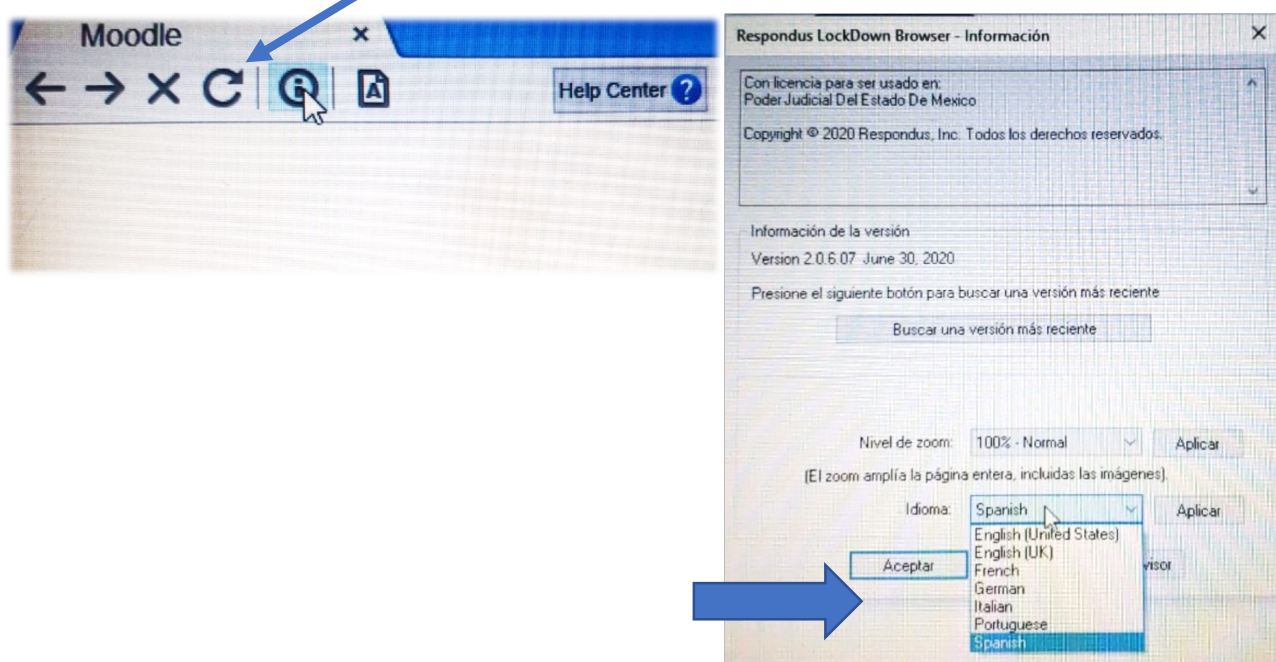 Moodle
Help Center
Respondus LockDown Browser - Información
Con licencia para ser usado en:
Poder Judicial Del Estado De Mexico
Copyright © 2020 Respondus, Inc. Todos los derechos reservados.
Información de la versión
Version 2.0.6.07 June 30, 2020
Presione el siguiente botón para buscar una versión más reciente
Buscar una versión más reciente
Nivel de zoom: 100% - Normal Aplicar
(El zoom amplía la página entera, incluidas las imágenes).
Idioma: Spanish Aplicar
English (United States)
English (UK)
Aceptar
French
German
Italian
Portuguese
Spanish